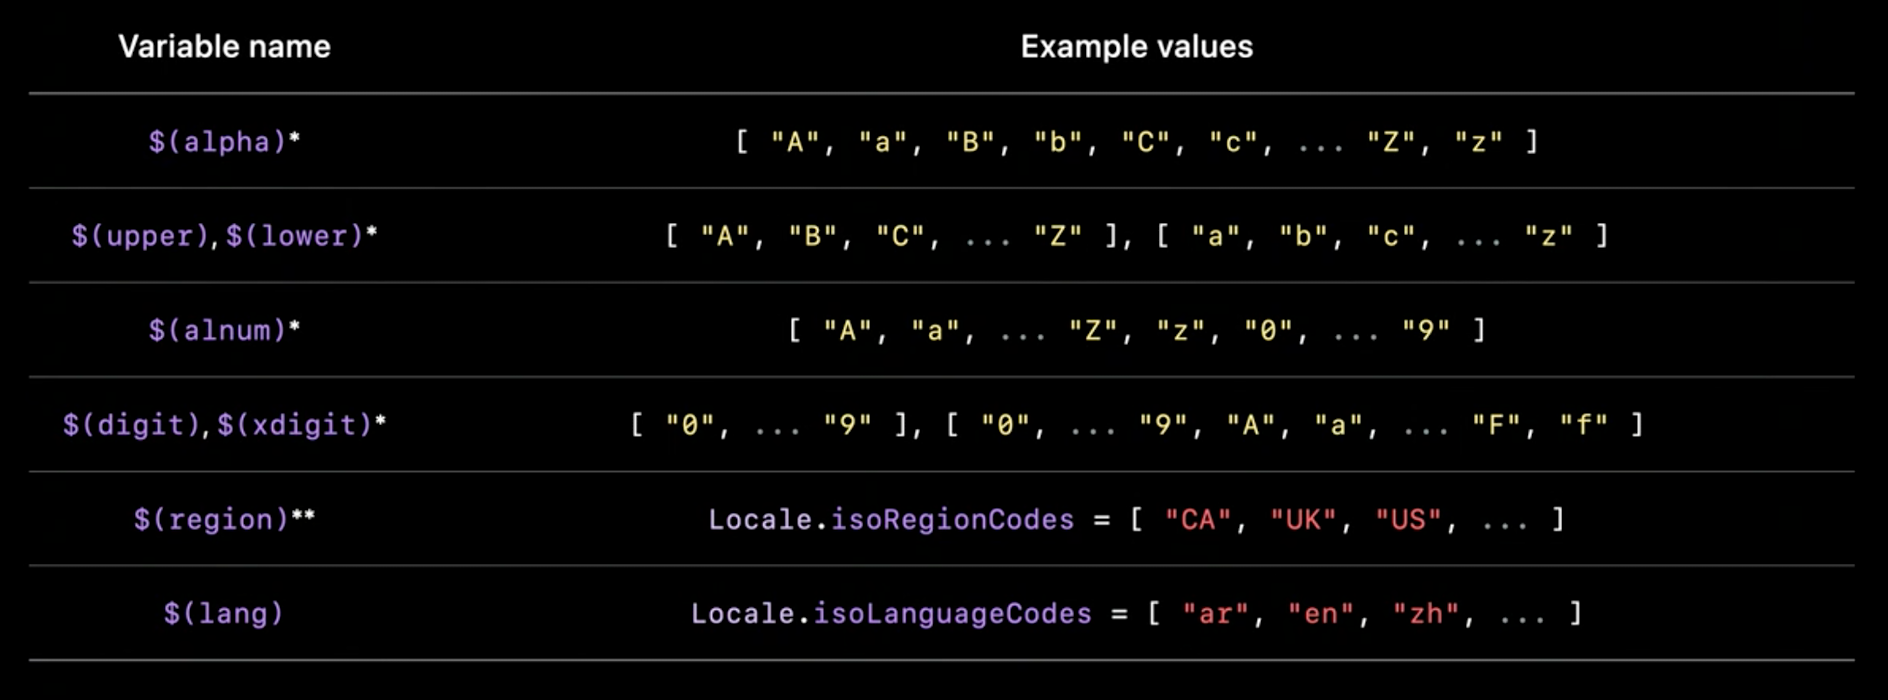 Variable name Example values
$(alpha)* [ "A", "a", "B", "b", "C", "c", ... "Z", "z" ]
$(upper),$(lower)* [ "A", "B", "C", ... "Z" ], [ "a", "b", "c", ... "z" ]
$(alnum)* [ "A", "a", ... "Z", "z", "0", ... "9" ]
$(digit),$(xdigit)* [ "0", ... "9" ], [ "0", ... "9", "A", "a", ... "F", "f" ]
$(region)** Locale.isoRegionCodes = [ "CA", "UK", "US", ... ]
$(lang) Locale.isoLanguageCodes = [ "ar", "en", "zh", ... ]